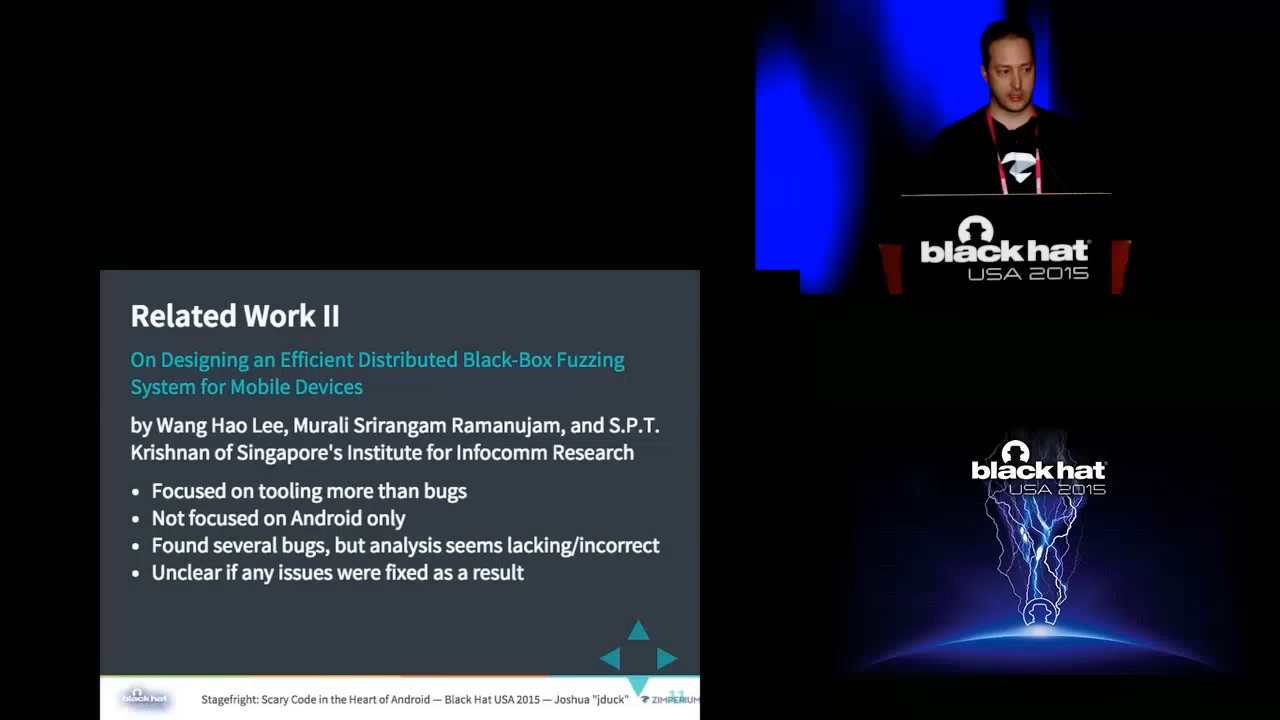 black hat
USA 2015
Related Work II
On Designing an Efficient Distributed Black-Box Fuzzing
System for Mobile Devices
by Wang Hao Lee, Murali Srirangam Ramanujam, and S.P.T.
Krishnan of Singapore's Institute for Infocomm Research
• Focused on tooling more than bugs
• Not focused on Android only
• Found several bugs, but analysis seems lacking/incorrect
• Unclear if any issues were fixed as a result
black hat
USA 2015
black hat
Stagefright: Scary Code in the Heart of Android — Black Hat USA 2015 — Joshua "jduck"
11
ZIMPERIUM